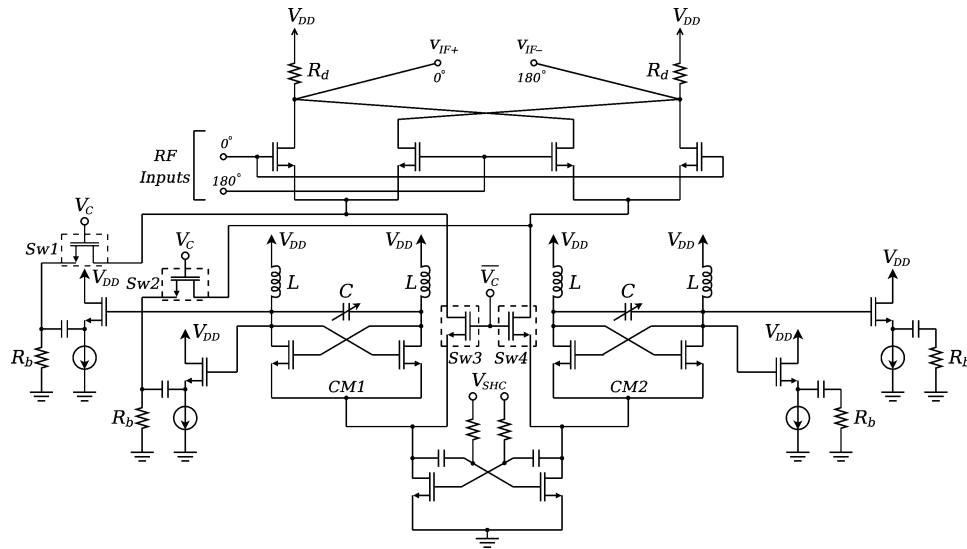 V_DD V_DD
R_d v_IF+ v_IF− R_d
0° 180°
RF Inputs 0°
180°
V_C
Sw1 V_C
V_DD Sw2 V_DD V_DD V_DD V_DD V_DD
L C L V̅_C̅ L C L
V_DD V_DD
R_b Sw3 Sw4 R_b
CM1 V_SHC CM2
R_b R_b